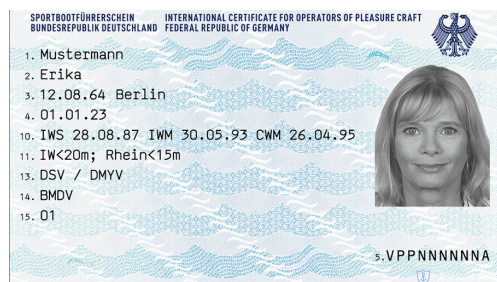 SPORTBOOTFÜHRERSCHEIN INTERNATIONAL CERTIFICATE FOR OPERATORS OF PLEASURE CRAFT
BUNDESREPUBLIK DEUTSCHLAND FEDERAL REPUBLIC OF GERMANY
1. Mustermann
2. Erika
3. 12.08.64 Berlin
4. 01.01.23
10. IWS 28.08.87 IWM 30.05.93 CWM 26.04.95
11. IW<20m; Rhein<15m
13. DSV / DMYV
14. BMDV
15. 01
5. VPPNNNNNNA